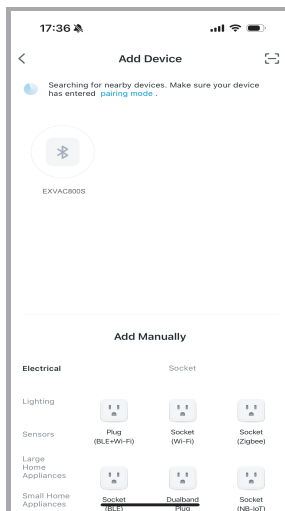 17:36
Add Device
Searching for nearby devices. Make sure your device
has entered pairing mode .
EXVAC800S
Add Manually
Electrical
Socket
Lighting
Plug
(BLE+Wi-Fi)
Socket
(Wi-Fi)
Socket
(Zigbee)
Sensors
Large
Home
Appliances
Small Home
Appliances
Socket
(BLE)
Dualband
Plug
Socket
(NB-IoT)